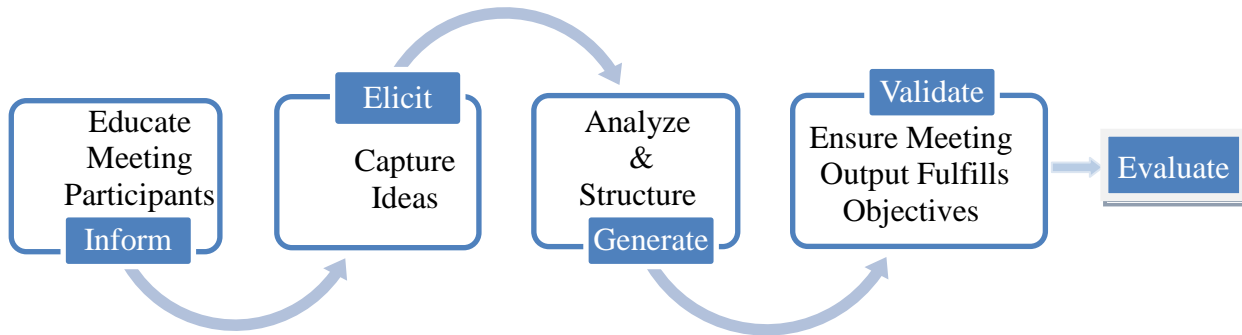 Educate
Meeting
Participants
Inform
Elicit
Capture
Ideas
Analyze
&
Structure
Generate
Validate
Ensure Meeting
Output Fulfills
Objectives
Evaluate